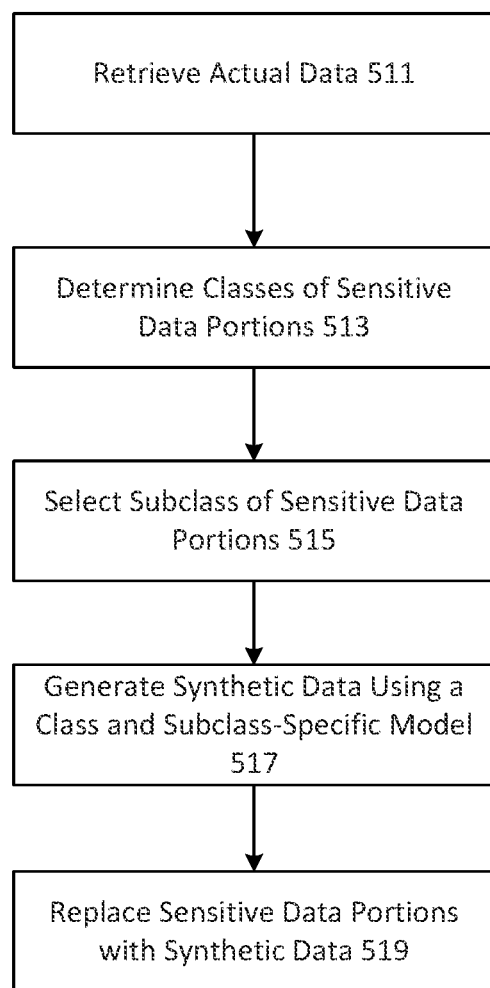 Retrieve Actual Data 511
Determine Classes of Sensitive
Data Portions 513
Select Subclass of Sensitive Data
Portions 515
Generate Synthetic Data Using a
Class and Subclass-Specific Model
517
Replace Sensitive Data Portions
with Synthetic Data 519